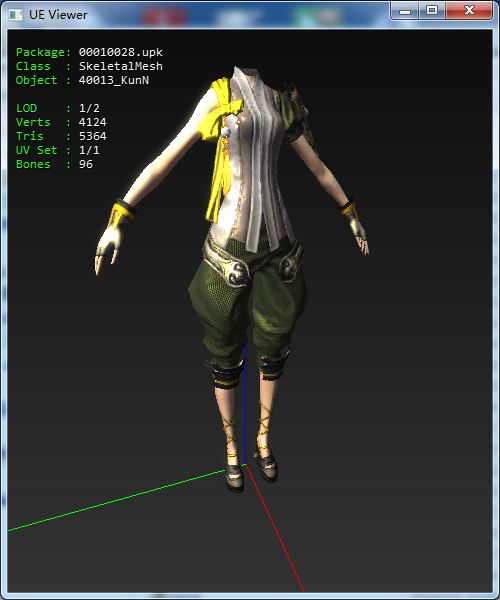 UE Viewer
Package: 00010028.upk
Class : SkeletalMesh
Object : 40013_KunN
LOD : 1/2
Verts : 4124
Tris : 5364
UV Set : 1/1
Bones : 96